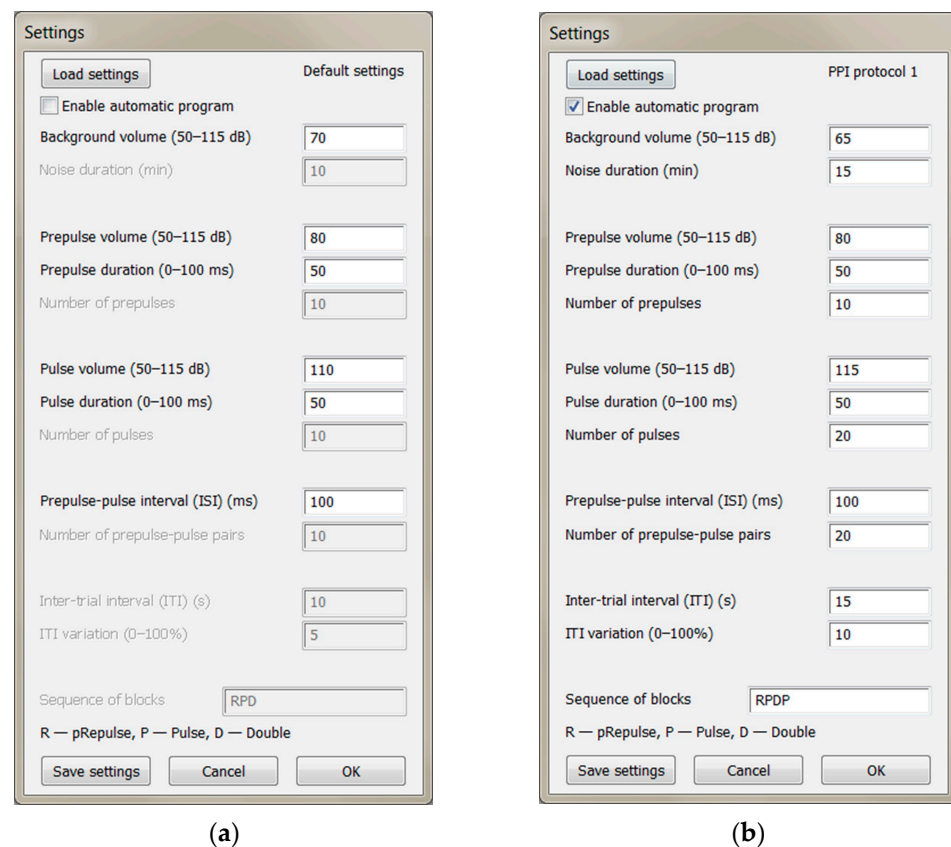 Settings
Load settings Default settings
Enable automatic program
Background volume (50–115 dB) 70
Noise duration (min) 10
Prepulse volume (50–115 dB) 80
Prepulse duration (0–100 ms) 50
Number of prepulses 10
Pulse volume (50–115 dB) 110
Pulse duration (0–100 ms) 50
Number of pulses 10
Prepulse-pulse interval (ISI) (ms) 100
Number of prepulse-pulse pairs 10
Inter-trial interval (ITI) (s) 10
ITI variation (0–100%) 5
Sequence of blocks RPD
R — pRepulse, P — Pulse, D — Double
Save settings Cancel OK
(a)
Settings
Load settings PPI protocol 1
Enable automatic program
Background volume (50–115 dB) 65
Noise duration (min) 15
Prepulse volume (50–115 dB) 80
Prepulse duration (0–100 ms) 50
Number of prepulses 10
Pulse volume (50–115 dB) 115
Pulse duration (0–100 ms) 50
Number of pulses 20
Prepulse-pulse interval (ISI) (ms) 100
Number of prepulse-pulse pairs 20
Inter-trial interval (ITI) (s) 15
ITI variation (0–100%) 10
Sequence of blocks RPDP
R — pRepulse, P — Pulse, D — Double
Save settings Cancel OK
(b)